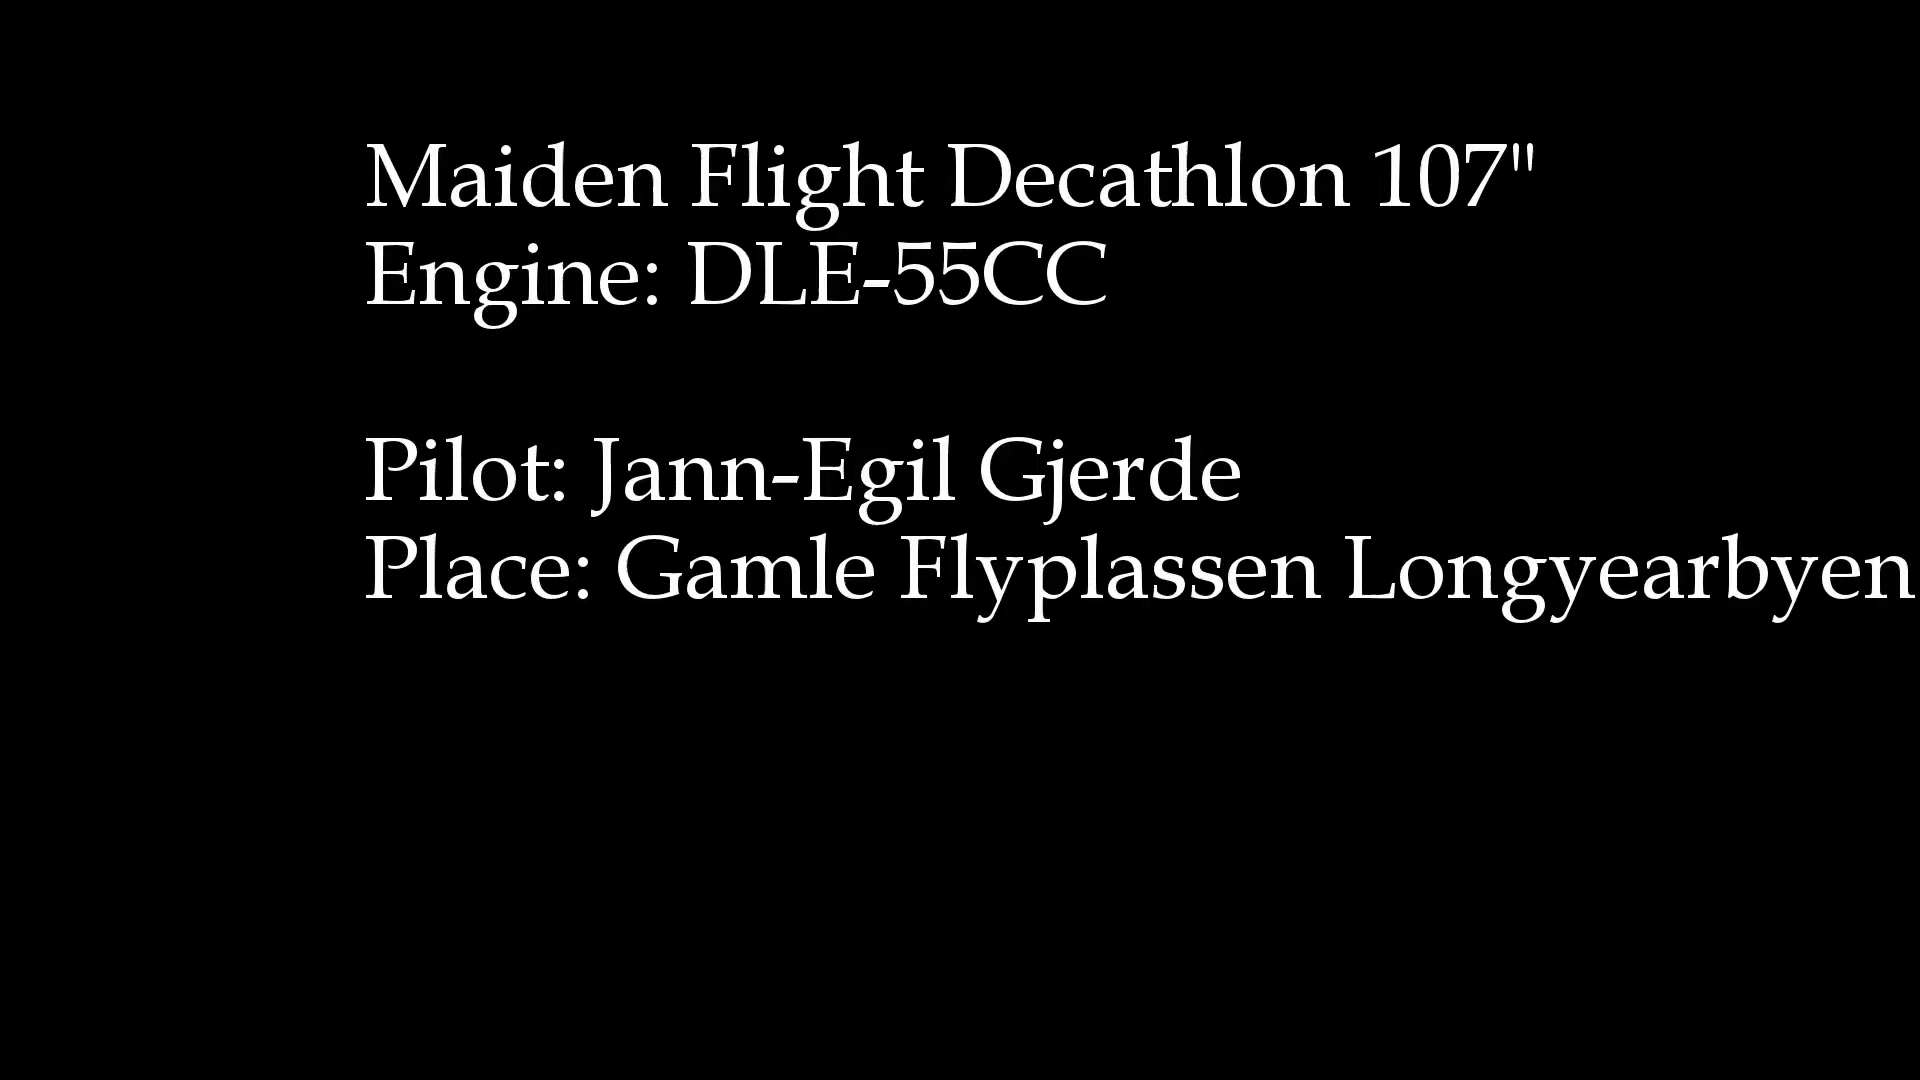 Maiden Flight Decathlon 107"
Engine: DLE-55CC
Pilot: Jann-Egil Gjerde
Place: Gamle Flyplassen Longyearbyen